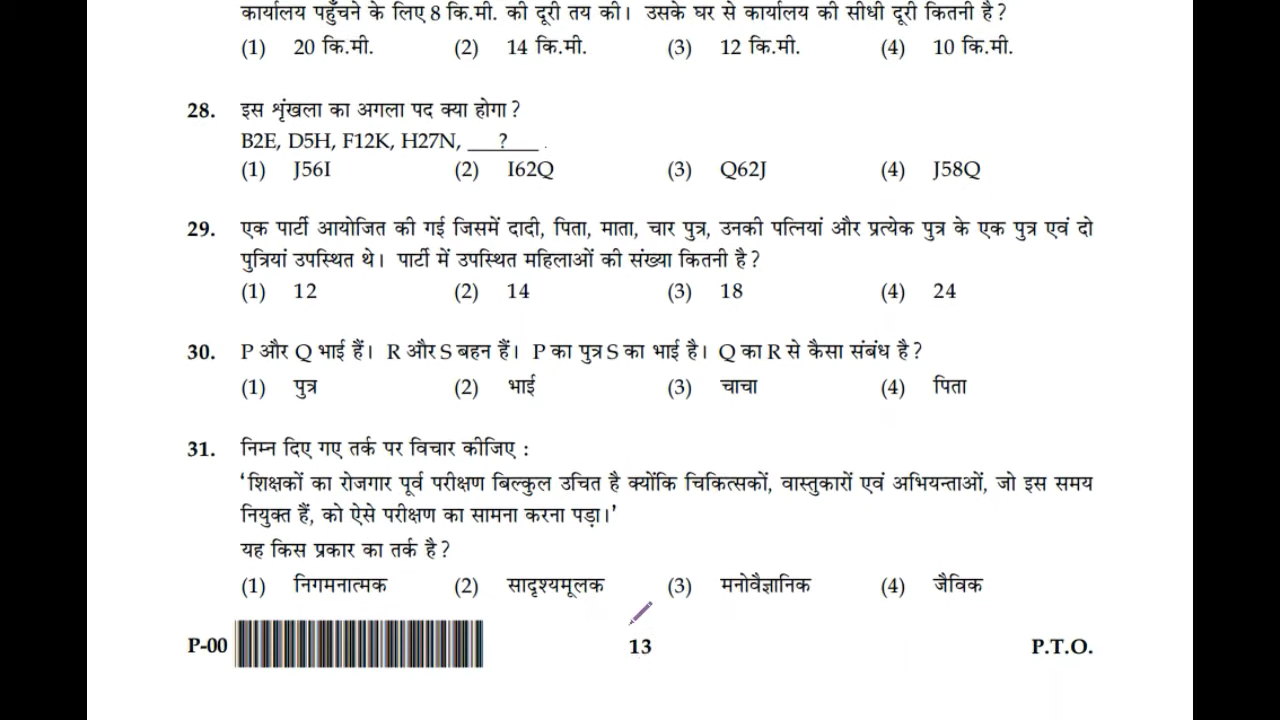 कार्यालय पहुँचने के लिए 8 कि.मी. की दूरी तय की। उसके घर से कार्यालय की सीधी दूरी कितनी है?
(1) 20 कि.मी. (2) 14 कि.मी. (3) 12 कि.मी. (4) 10 कि.मी.
28. इस शृंखला का अगला पद क्या होगा?
B2E, D5H, F12K, H27N, ___?___ .
(1) J56I (2) I62Q (3) Q62J (4) J58Q
29. एक पार्टी आयोजित की गई जिसमें दादी, पिता, माता, चार पुत्र, उनकी पत्नियां और प्रत्येक पुत्र के एक पुत्र एवं दो
पुत्रियां उपस्थित थे। पार्टी में उपस्थित महिलाओं की संख्या कितनी है?
(1) 12 (2) 14 (3) 18 (4) 24
30. P और Q भाई हैं। R और S बहन हैं। P का पुत्र S का भाई है। Q का R से कैसा संबंध है?
(1) पुत्र (2) भाई (3) चाचा (4) पिता
31. निम्न दिए गए तर्क पर विचार कीजिए :
‘शिक्षकों का रोजगार पूर्व परीक्षण बिल्कुल उचित है क्योंकि चिकित्सकों, वास्तुकारों एवं अभियन्ताओं, जो इस समय
नियुक्त हैं, को ऐसे परीक्षण का सामना करना पड़ा।’
यह किस प्रकार का तर्क है?
(1) निगमनात्मक (2) सादृश्यमूलक (3) मनोवैज्ञानिक (4) जैविक
P-00 13 P.T.O.